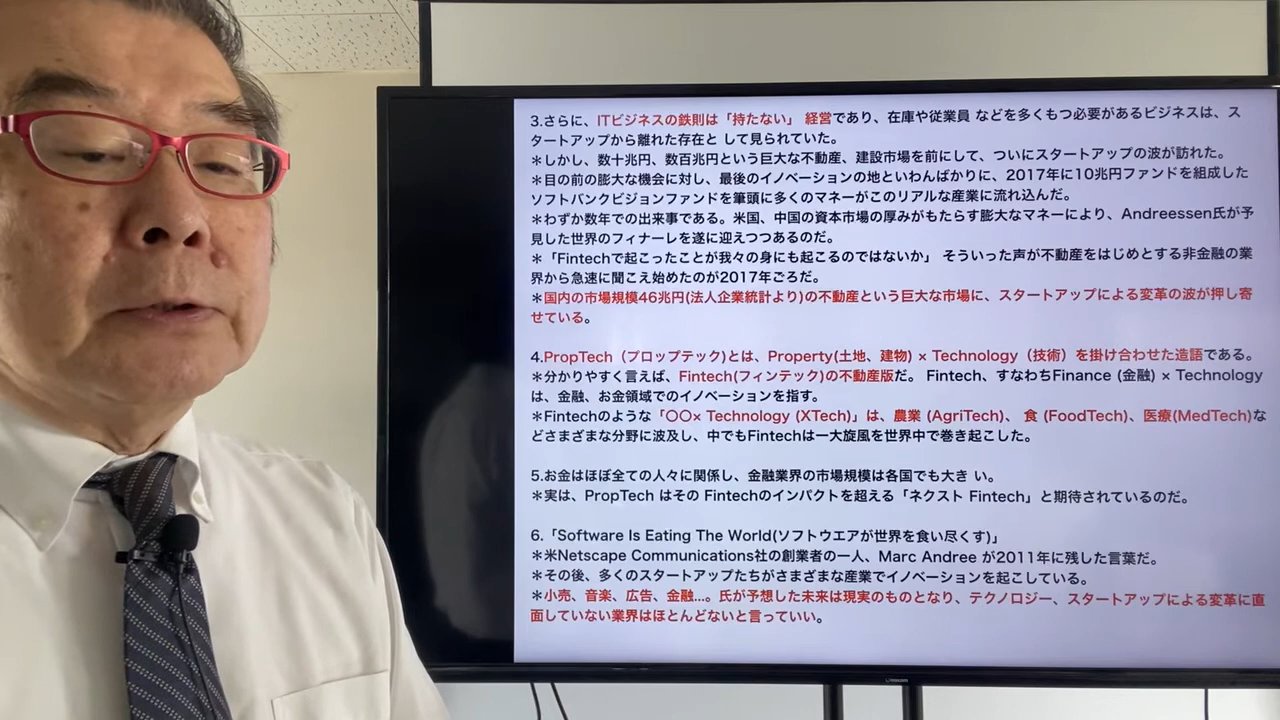 3.さらに、ITビジネスの鉄則は「持たない」 経営であり、在庫や従業員 などを多くもつ必要があるビジネスは、ス
タートアップから離れた存在と して見られていた。
＊しかし、数十兆円、数百兆円という巨大な不動産、建設市場を前にして、ついにスタートアップの波が訪れた。
＊目の前の膨大な機会に対し、最後のイノベーションの地といわんばかりに、2017年に10兆円ファンドを組成した
ソフトバンクビジョンファンドを筆頭に多くのマネーがこのリアルな産業に流れ込んだ。
＊わずか数年での出来事である。米国、中国の資本市場の厚みがもたらす膨大なマネーにより、Andreessen氏が予
見した世界のフィナーレを遂に迎えつつあるのだ。
＊「Fintechで起こったことが我々の身にも起こるのではないか」 そういった声が不動産をはじめとする非金融の業
界から急速に聞こえ始めたのが2017年ごろだ。
＊国内の市場規模46兆円(法人企業統計より)の不動産という巨大な市場に、スタートアップによる変革の波が押し寄
せている。
4.PropTech（プロップテック)とは、Property(土地、建物) × Technology（技術）を掛け合わせた造語である。
＊分かりやすく言えば、Fintech(フィンテック)の不動産版だ。 Fintech、すなわちFinance (金融) × Technology
は、金融、お金領域でのイノベーションを指す。
＊Fintechのような「〇〇× Technology (XTech)」は、農業 (AgriTech)、 食 (FoodTech)、医療(MedTech)な
どさまざまな分野に波及し、中でもFintechは一大旋風を世界中で巻き起こした。
5.お金はほぼ全ての人々に関係し、金融業界の市場規模は各国でも大き い。
＊実は、PropTech はその Fintechのインパクトを超える「ネクスト Fintech」と期待されているのだ。
6.「Software Is Eating The World(ソフトウエアが世界を食い尽くす)」
＊米Netscape Communications社の創業者の一人、Marc Andree が2011年に残した言葉だ。
＊その後、多くのスタートアップたちがさまざまな産業でイノベーションを起こしている。
＊小売、音楽、広告、金融...。氏が予想した未来は現実のものとなり、テクノロジー、スタートアップによる変革に直
面していない業界はほとんどないと言っていい。